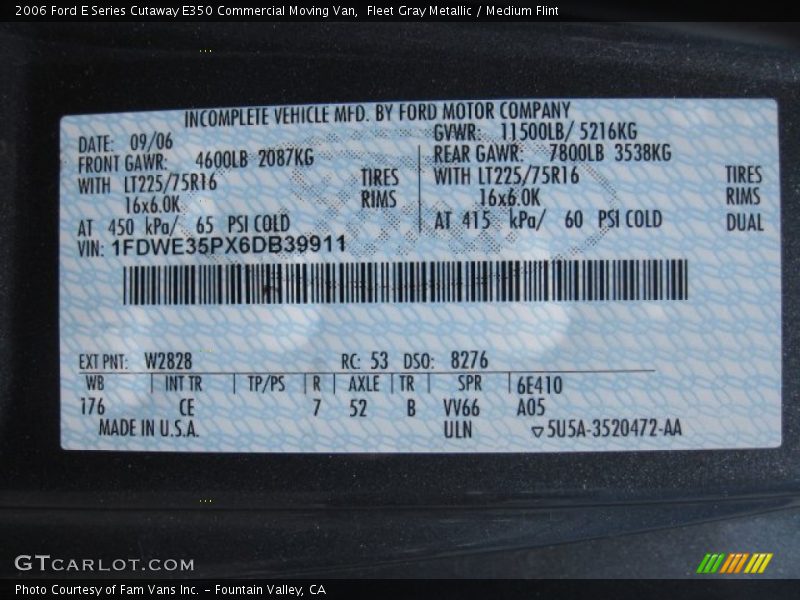 2006 Ford E Series Cutaway E350 Commercial Moving Van,  Fleet Gray Metallic / Medium Flint
INCOMPLETE VEHICLE MFD. BY FORD MOTOR COMPANY
DATE: 09/06 GVWR: 11500LB/ 5216KG
FRONT GAWR: 4600LB 2087KG REAR GAWR: 7800LB 3538KG
WITH LT225/75R16 TIRES WITH LT225/75R16 TIRES
16x6.0K RIMS 16x6.0K RIMS
AT 450 kPa/ 65 PSI COLD AT 415 kPa/ 60 PSI COLD DUAL
VIN: 1FDWE35PX6DB39911
EXT PNT: W2828 RC: 53 DSO: 8276
WB INT TR TP/PS R AXLE TR SPR 6E410
176 CE 7 52 B VV66 A05
MADE IN U.S.A. ULN ▽5U5A-3520472-AA
GTCARLOT.COM
Photo Courtesy of Fam Vans Inc. – Fountain Valley, CA